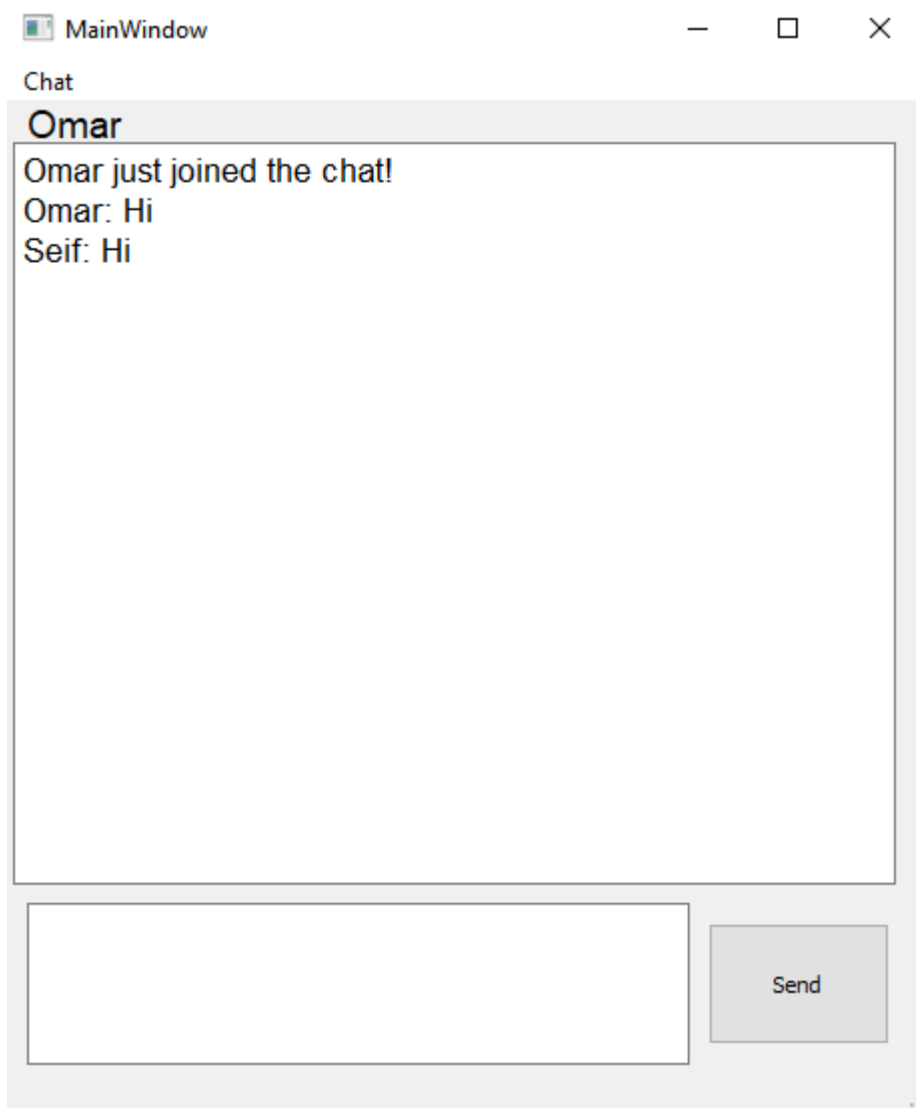 MainWindow
Chat
Omar
Omar just joined the chat!
Omar: Hi
Seif: Hi
Send